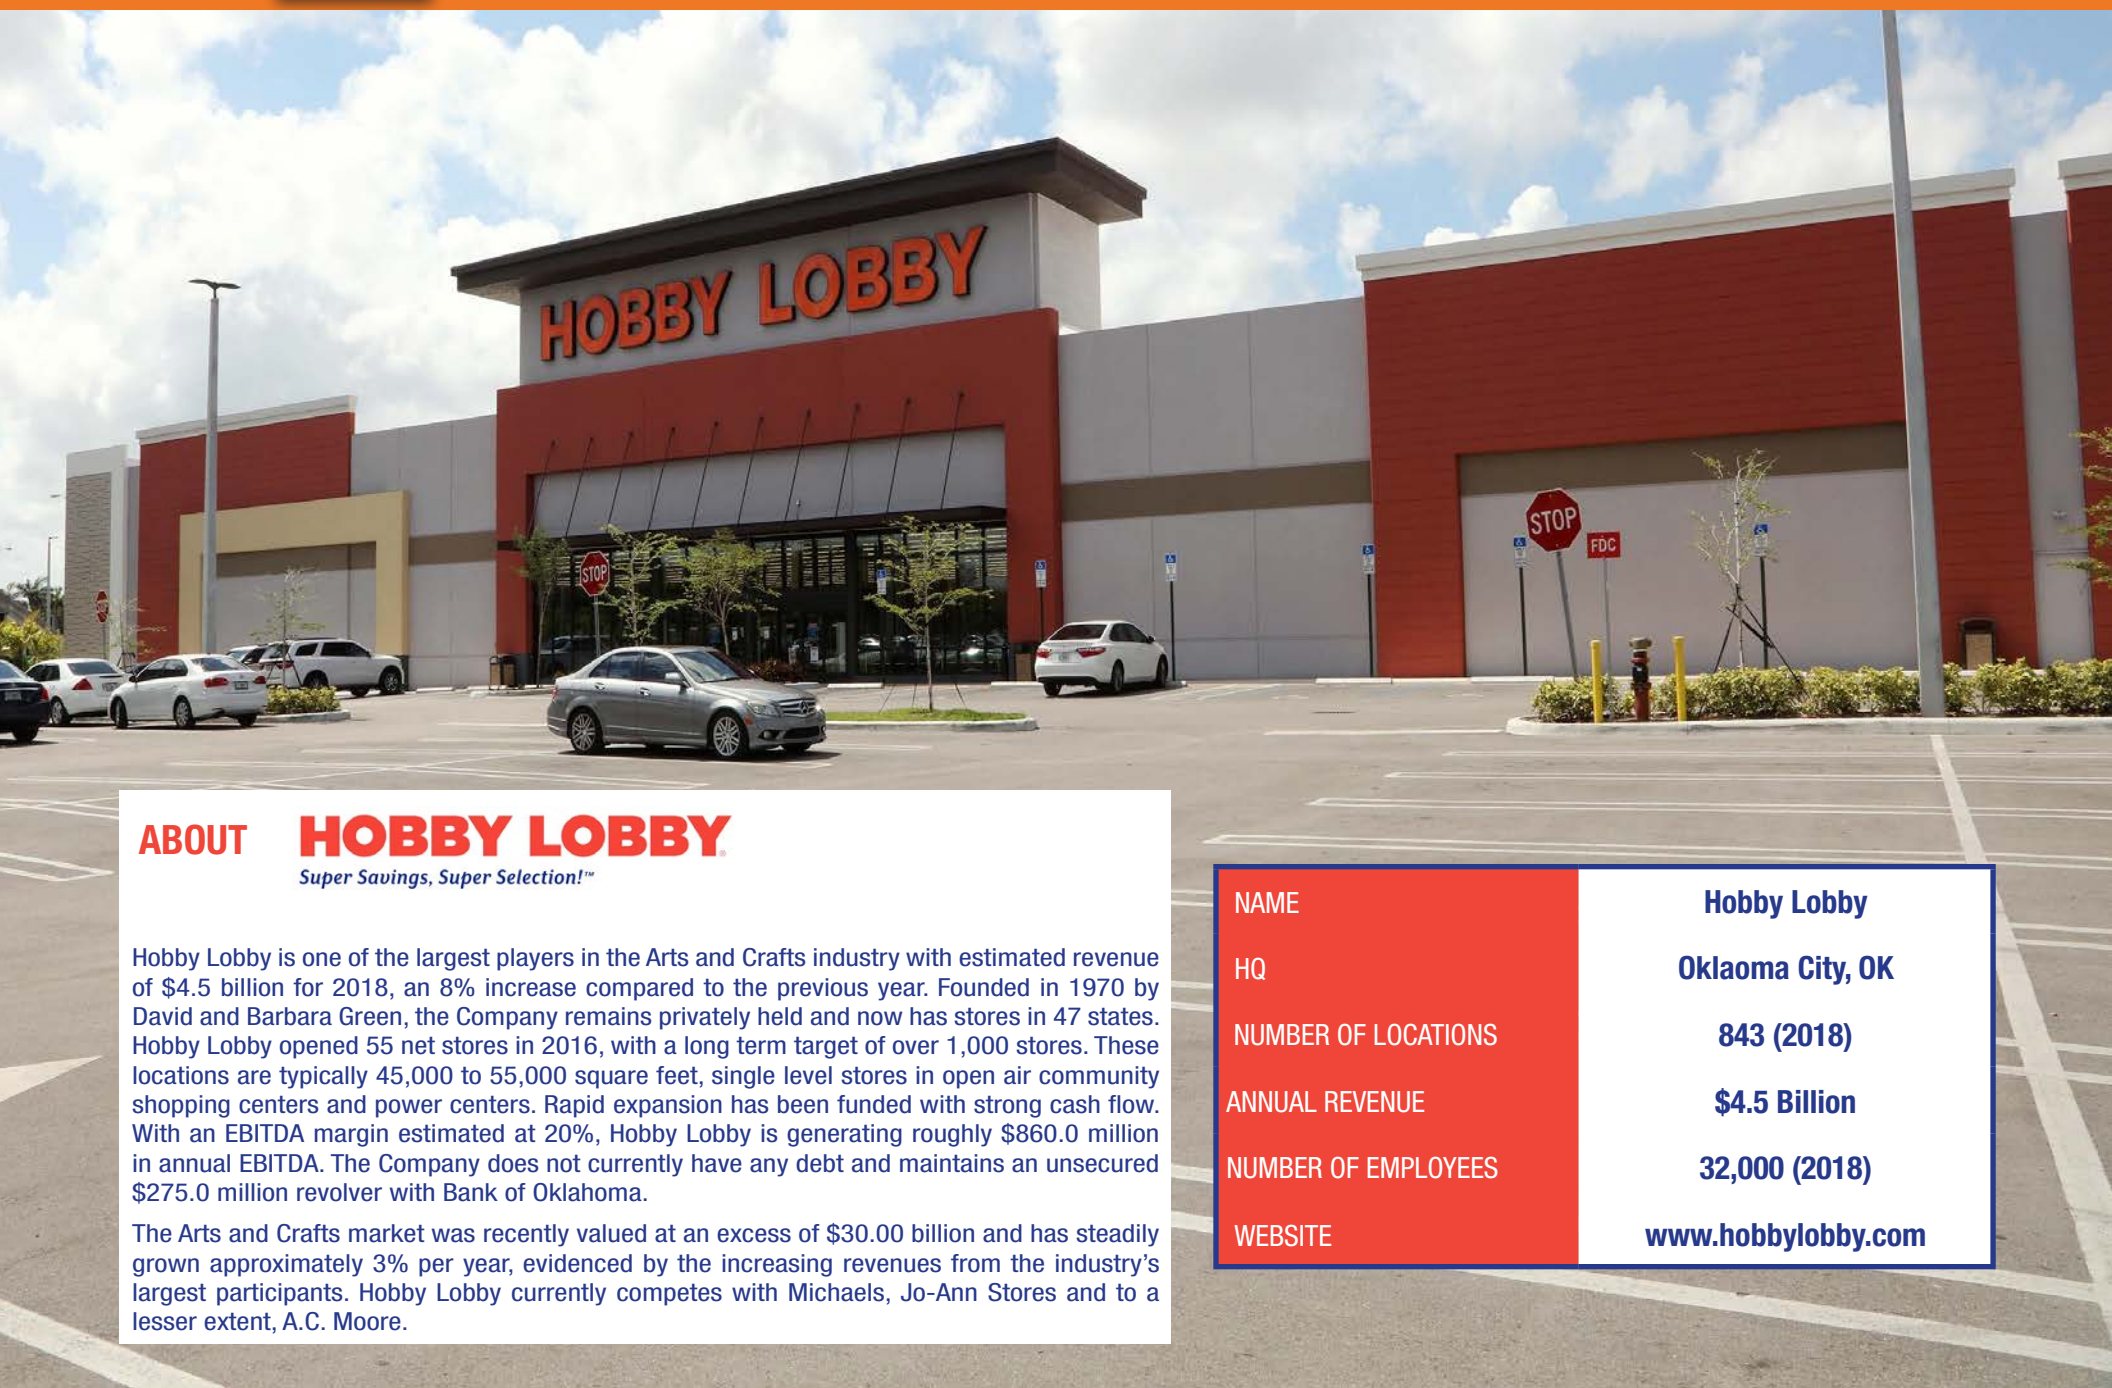 HOBBY LOBBY
STOP
FDC
STOP
STOP
ABOUT HOBBY LOBBY
Super Savings, Super Selection!™
Hobby Lobby is one of the largest players in the Arts and Crafts industry with estimated revenue
of $4.5 billion for 2018, an 8% increase compared to the previous year. Founded in 1970 by
David and Barbara Green, the Company remains privately held and now has stores in 47 states.
Hobby Lobby opened 55 net stores in 2016, with a long term target of over 1,000 stores. These
locations are typically 45,000 to 55,000 square feet, single level stores in open air community
shopping centers and power centers. Rapid expansion has been funded with strong cash flow.
With an EBITDA margin estimated at 20%, Hobby Lobby is generating roughly $860.0 million
in annual EBITDA. The Company does not currently have any debt and maintains an unsecured
$275.0 million revolver with Bank of Oklahoma.
The Arts and Crafts market was recently valued at an excess of $30.00 billion and has steadily
grown approximately 3% per year, evidenced by the increasing revenues from the industry's
largest participants. Hobby Lobby currently competes with Michaels, Jo-Ann Stores and to a
lesser extent, A.C. Moore.
NAME Hobby Lobby
HQ Oklaoma City, OK
NUMBER OF LOCATIONS 843 (2018)
ANNUAL REVENUE $4.5 Billion
NUMBER OF EMPLOYEES 32,000 (2018)
WEBSITE www.hobbylobby.com